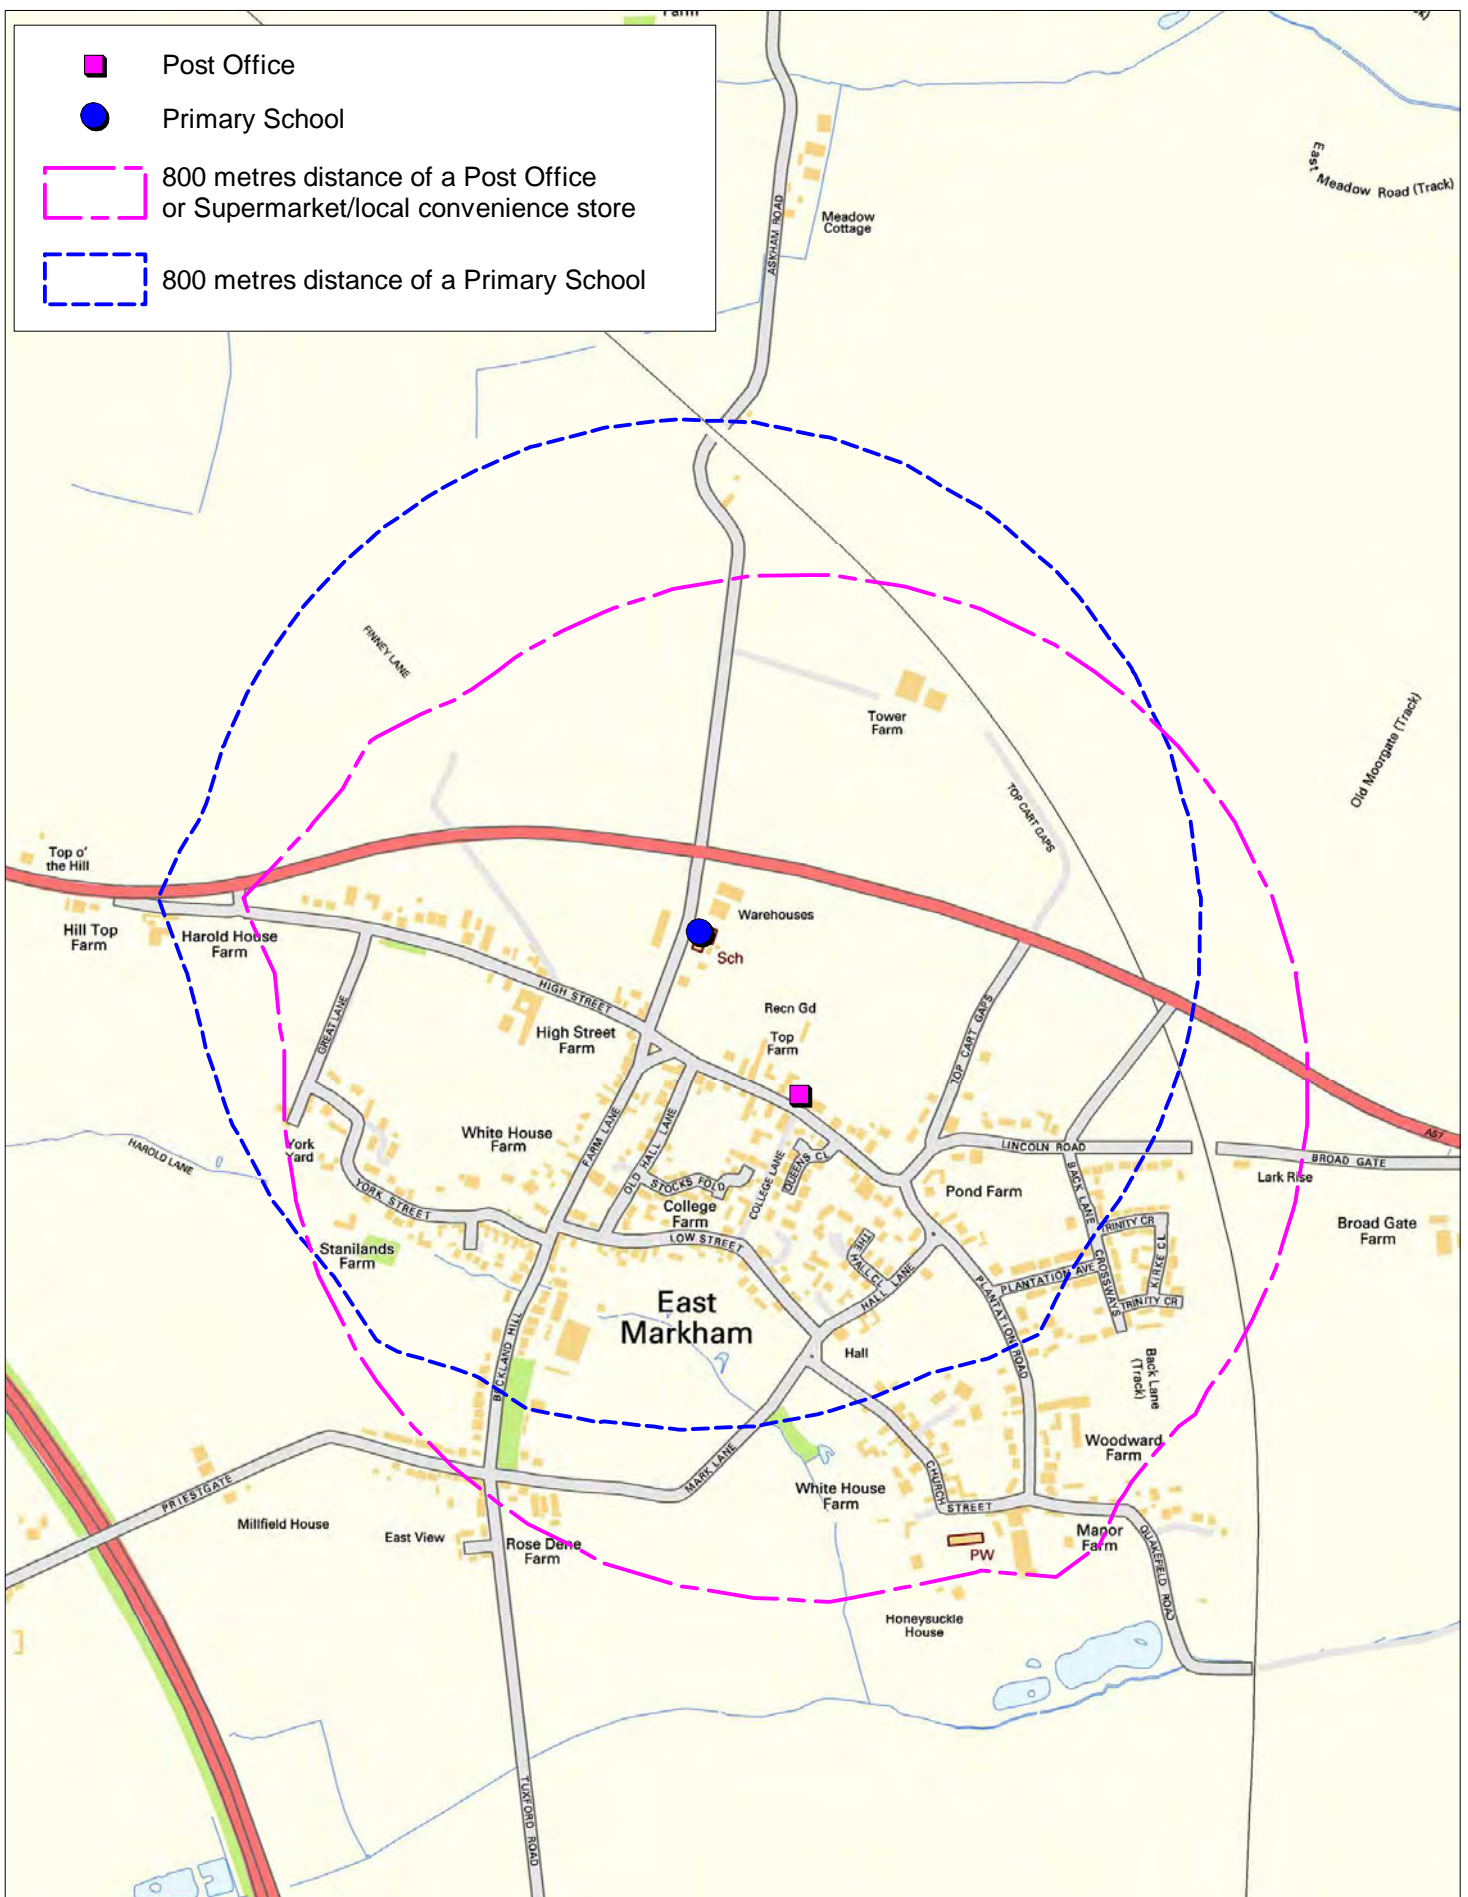 Farm
k)
Post Office
Primary School
800 metres distance of a Post Office
or Supermarket/local convenience store
800 metres distance of a Primary School
East Meadow Road (Track)
ASKHAM ROAD
Meadow
Cottage
FINNEY LANE
Tower
Farm
Old Moorgate (Track)
TOP CART GAPS
Top o'
the Hill
Hill Top
Farm
Harold House
Farm
Warehouses
Sch
HIGH STREET
GREAT LANE
High Street
Farm
Recn Gd
Top
Farm
TOP CART GAPS
A57
White House
Farm
FARM LANE
OLD HALL LANE
York
Yard
HAROLD LANE
LINCOLN ROAD
BROAD GATE
Lark Rise
QUEENS CL
COLLEGE LANE
STOCKS FOLD
Pond Farm
BACK LANE
YORK STREET
College
Farm
Broad Gate
Farm
TRINITY CR
Stanilands
Farm
LOW STREET
THE HALL CL
HALL LANE
PLANTATION AVE
CROSSWAYS
KIRKE CL
TRINITY CR
East
Markham
PLANTATION ROAD
BECKLAND HILL
Hall
Back Lane
(Track)
Woodward
Farm
MARK LANE
PRIESTGATE
White House
Farm
CHURCH
STREET
Millfield House
East View
Rose Dene
Farm
PW
Manor
Farm
QUAKEFIELD ROAD
Honeysuckle
House
TUXFORD ROAD